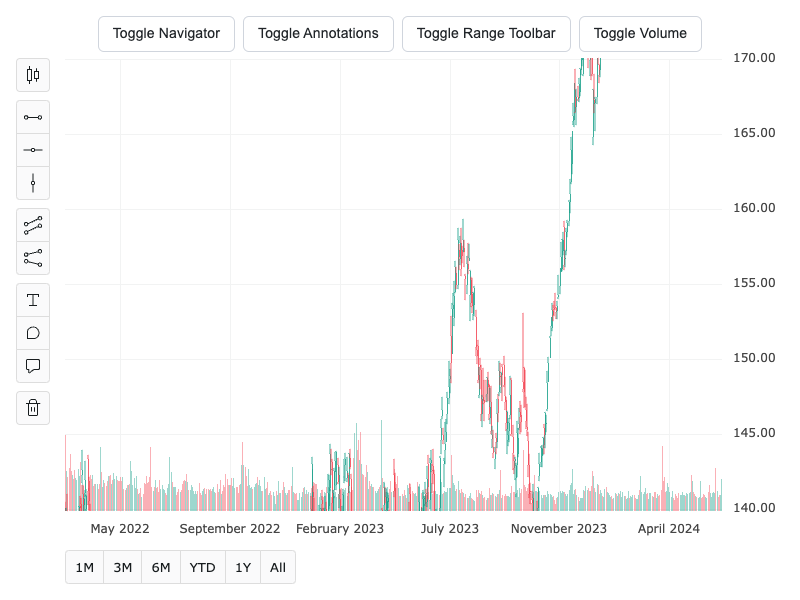 Toggle Navigator Toggle Annotations Toggle Range Toolbar Toggle Volume
170.00
165.00
160.00
155.00
150.00
145.00
140.00
May 2022 September 2022 February 2023 July 2023 November 2023 April 2024
1M 3M 6M YTD 1Y All